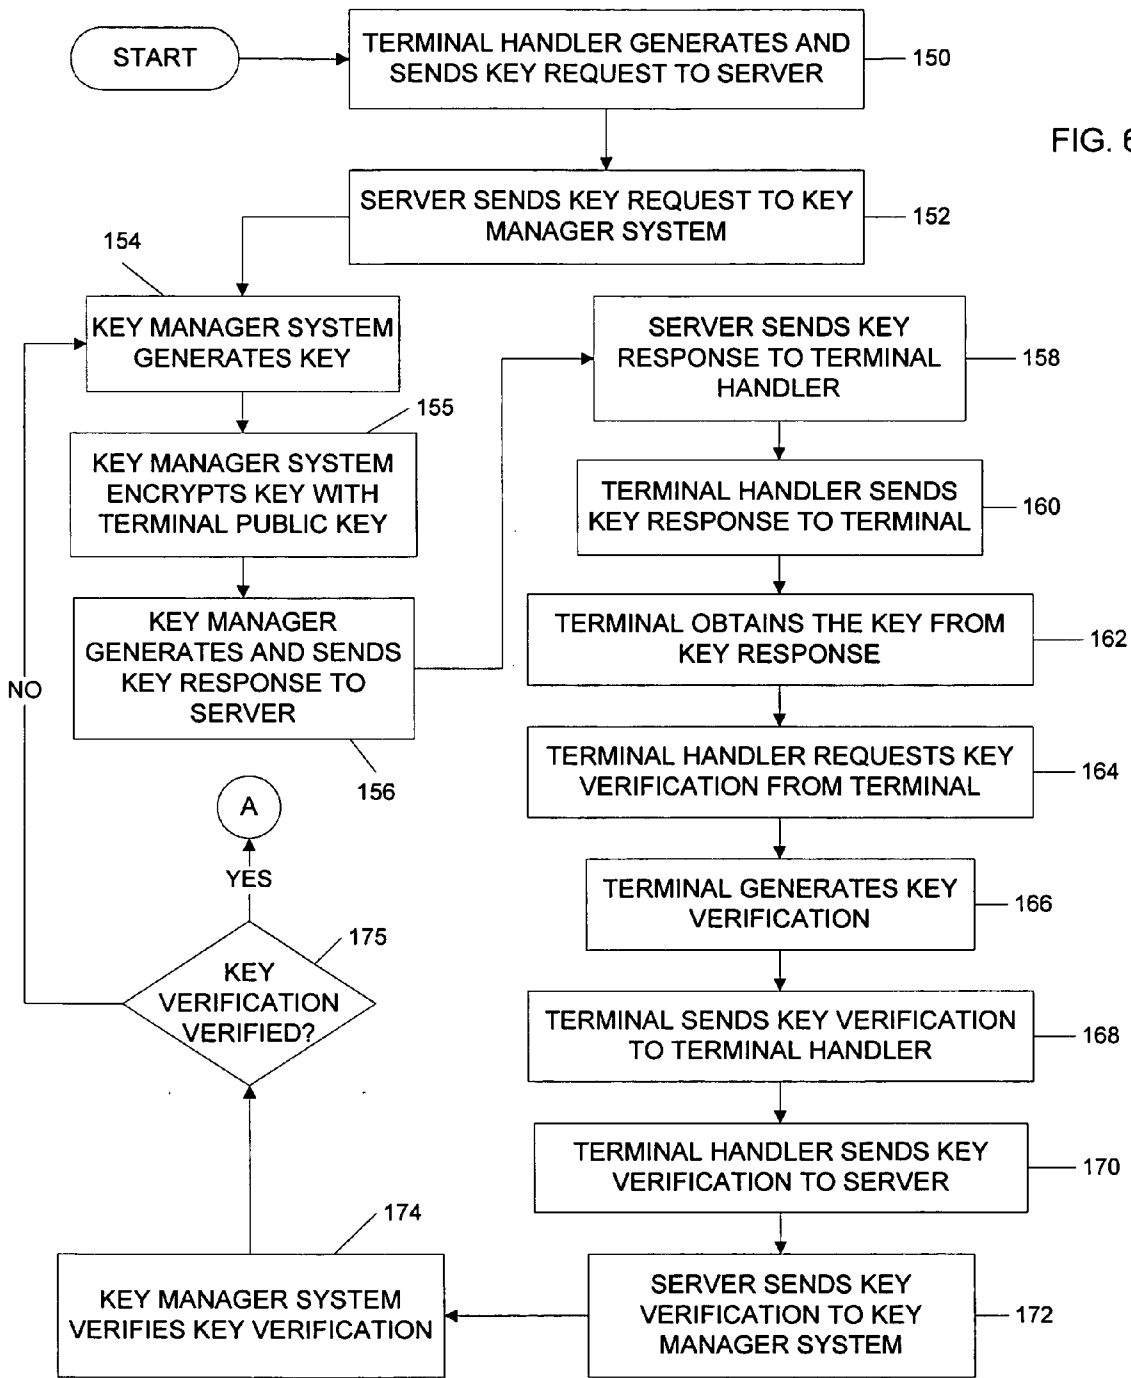 START
TERMINAL HANDLER GENERATES AND
SENDS KEY REQUEST TO SERVER
150
FIG. 6
SERVER SENDS KEY REQUEST TO KEY
MANAGER SYSTEM
152
154
KEY MANAGER SYSTEM
GENERATES KEY
155
KEY MANAGER SYSTEM
ENCRYPTS KEY WITH
TERMINAL PUBLIC KEY
KEY MANAGER
GENERATES AND SENDS
KEY RESPONSE TO
SERVER
156
SERVER SENDS KEY
RESPONSE TO TERMINAL
HANDLER
158
TERMINAL HANDLER SENDS
KEY RESPONSE TO TERMINAL
160
TERMINAL OBTAINS THE KEY FROM
KEY RESPONSE
162
TERMINAL HANDLER REQUESTS KEY
VERIFICATION FROM TERMINAL
164
TERMINAL GENERATES KEY
VERIFICATION
166
TERMINAL SENDS KEY VERIFICATION
TO TERMINAL HANDLER
168
TERMINAL HANDLER SENDS KEY
VERIFICATION TO SERVER
170
SERVER SENDS KEY
VERIFICATION TO KEY
MANAGER SYSTEM
172
174
KEY MANAGER SYSTEM
VERIFIES KEY VERIFICATION
175
KEY
VERIFICATION
VERIFIED?
YES
A
NO